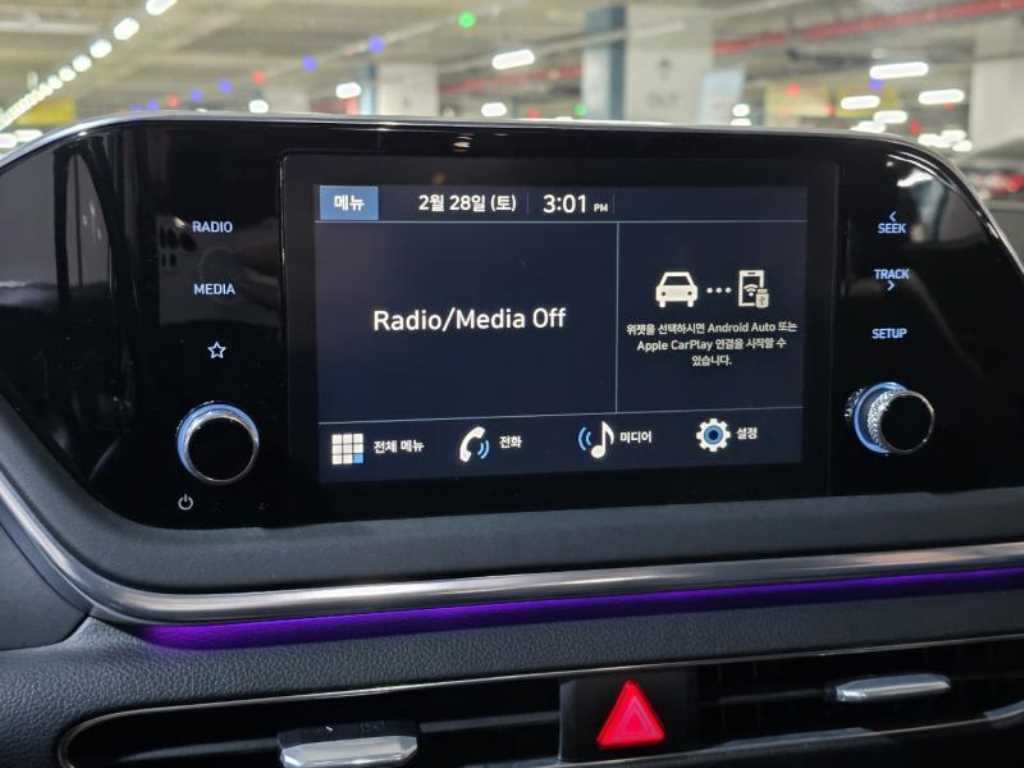 RADIO
MEDIA
메뉴
2월 28일 (토)
3:01 PM
Radio/Media Off
위젯을 선택하시면 Android Auto 또는
Apple CarPlay 연결을 시작할 수
있습니다.
전체 메뉴
전화
미디어
설정
SEEK
TRACK
SETUP